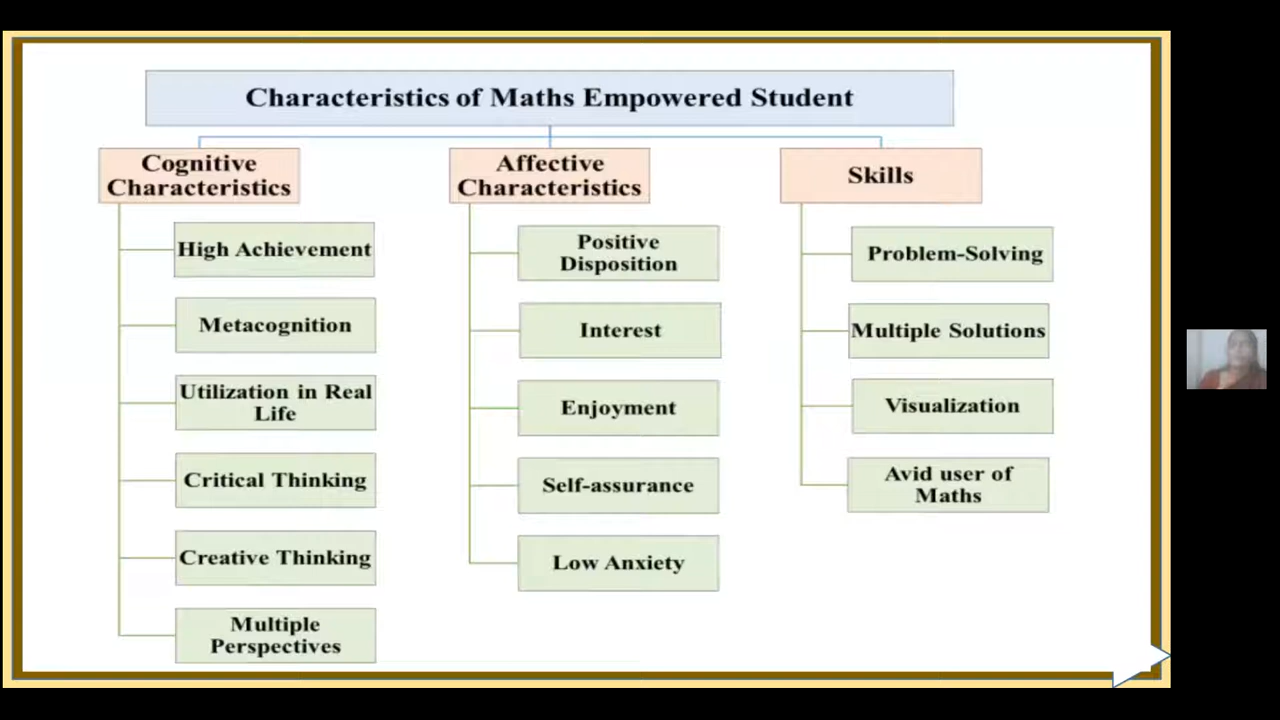 Characteristics of Maths Empowered Student
Cognitive
Characteristics
High Achievement
Metacognition
Utilization in Real
Life
Critical Thinking
Creative Thinking
Multiple
Perspectives
Affective
Characteristics
Positive
Disposition
Interest
Enjoyment
Self-assurance
Low Anxiety
Skills
Problem-Solving
Multiple Solutions
Visualization
Avid user of
Maths